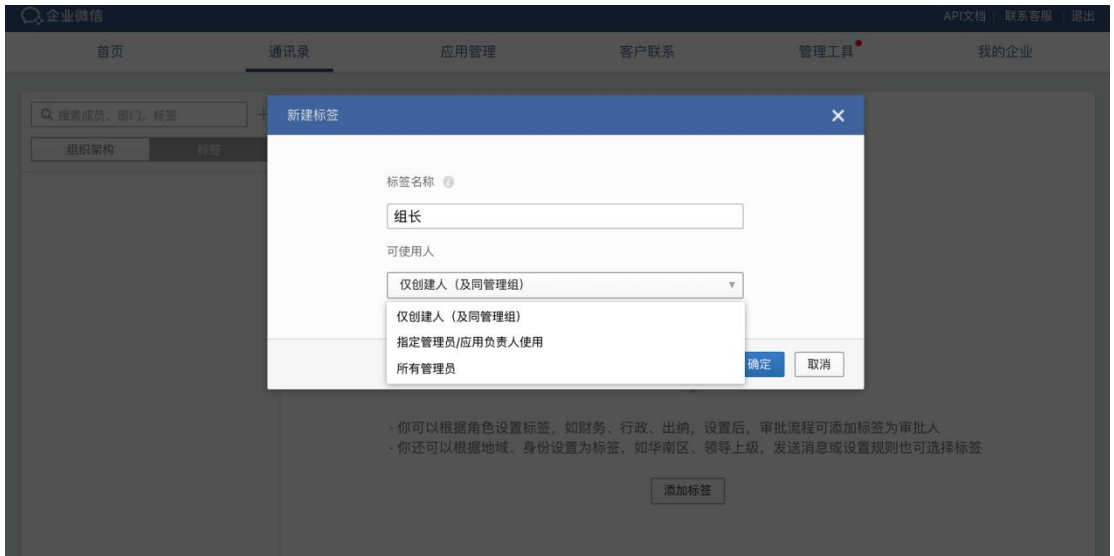 企业微信
API文档 | 联系客服 | 退出
首页 通讯录 应用管理 客户联系 管理工具 我的企业
搜索成员、部门、标签
组织架构 标签
新建标签
标签名称
组长
可使用人
仅创建人（及同管理组）
仅创建人（及同管理组）
指定管理员/应用负责人使用
所有管理员
确定 取消
· 你可以根据角色设置标签，如财务、行政、出纳，设置后，审批流程可添加标签为审批人
· 你还可以根据地域、身份设置为标签，如华南区、领导上级，发送消息或设置规则也可选择标签
添加标签